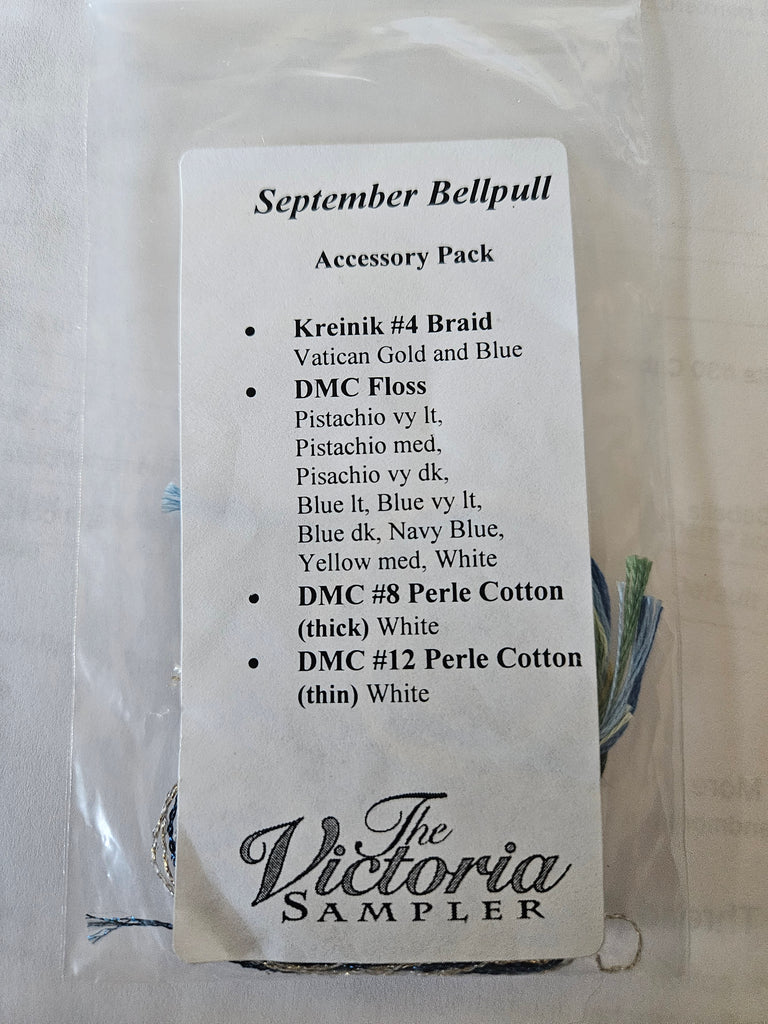 September Bellpull
Accessory Pack
• Kreinik #4 Braid
Vatican Gold and Blue
• DMC Floss
Pistachio vy lt,
Pistachio med,
Pisachio vy dk,
Blue lt, Blue vy lt,
Blue dk, Navy Blue,
Yellow med, White
• DMC #8 Perle Cotton
(thick) White
• DMC #12 Perle Cotton
(thin) White
The
Victoria
SAMPLER
More
Thread